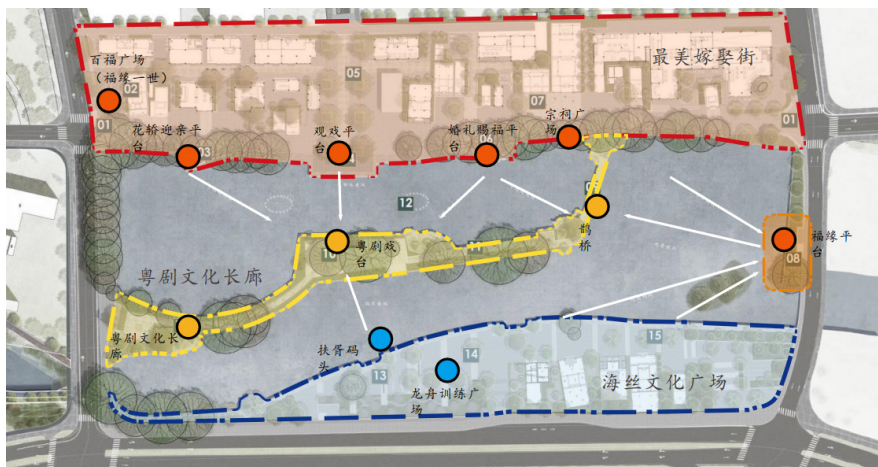 百福广场
（福缘一世）
02
01
花轿迎亲平
台
03
05
观戏平
台
07
婚礼赐福平
台
06
宗祠广
场
最美嫁娶街
01
12
鹊
桥
福缘平
台
08
粤剧戏
台
10
11
粤剧文化长廊
粤剧文化长
廊
扶胥码
头
13
14
龙舟训练广
场
15
海丝文化广场